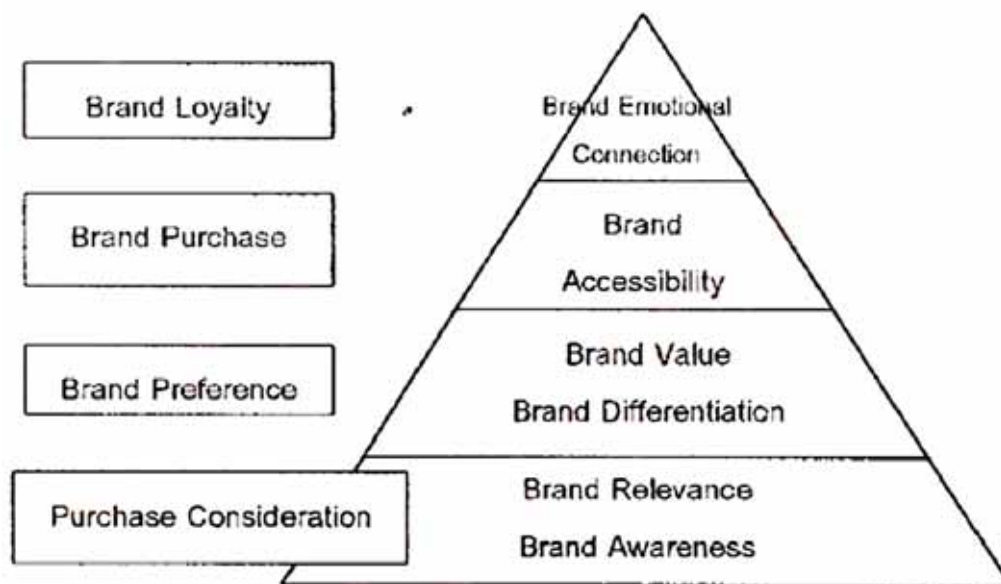 Brand Loyalty
Brand Emotional
Connection
Brand Purchase
Brand
Accessibility
Brand Preference
Brand Value
Brand Differentiation
Purchase Consideration
Brand Relevance
Brand Awareness